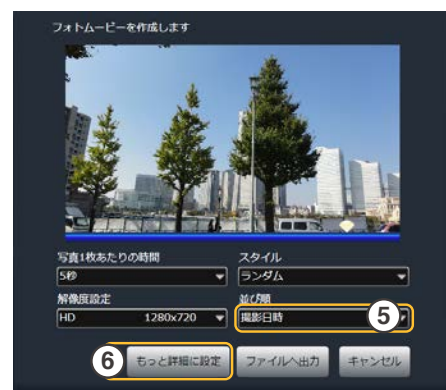 フォトムービーを作成します
写真1枚あたりの時間
スタイル
5秒
ランダム
解像度設定
並び順
HD 1280x720
撮影日時
5
6
もっと詳細に設定
ファイルへ出力
キャンセル